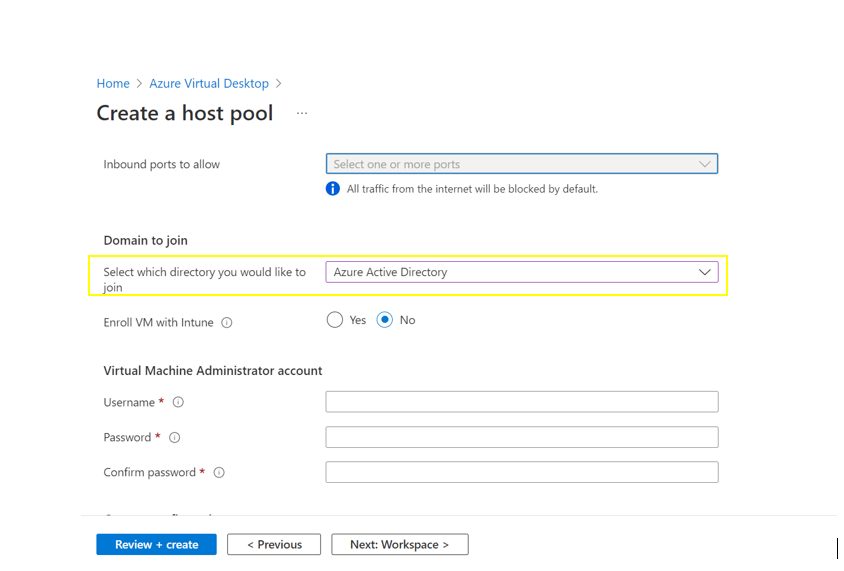 Home > Azure Virtual Desktop >
Create a host pool ...
Inbound ports to allow
Select one or more ports
All traffic from the internet will be blocked by default.
Domain to join
Select which directory you would like to join
Azure Active Directory
Enroll VM with Intune
Yes No
Virtual Machine Administrator account
Username *
Password *
Confirm password *
Review + create
< Previous
Next: Workspace >